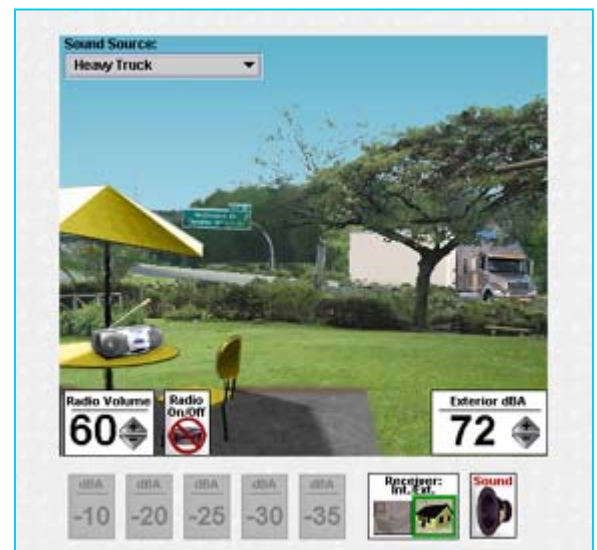 Sound Source:
Heavy Truck
Radio Volume
60
Radio
On/Off
Exterior dBA
72
dBA
-10
dBA
-20
dBA
-25
dBA
-30
dBA
-35
Receiver:
Int. Ext.
Sound